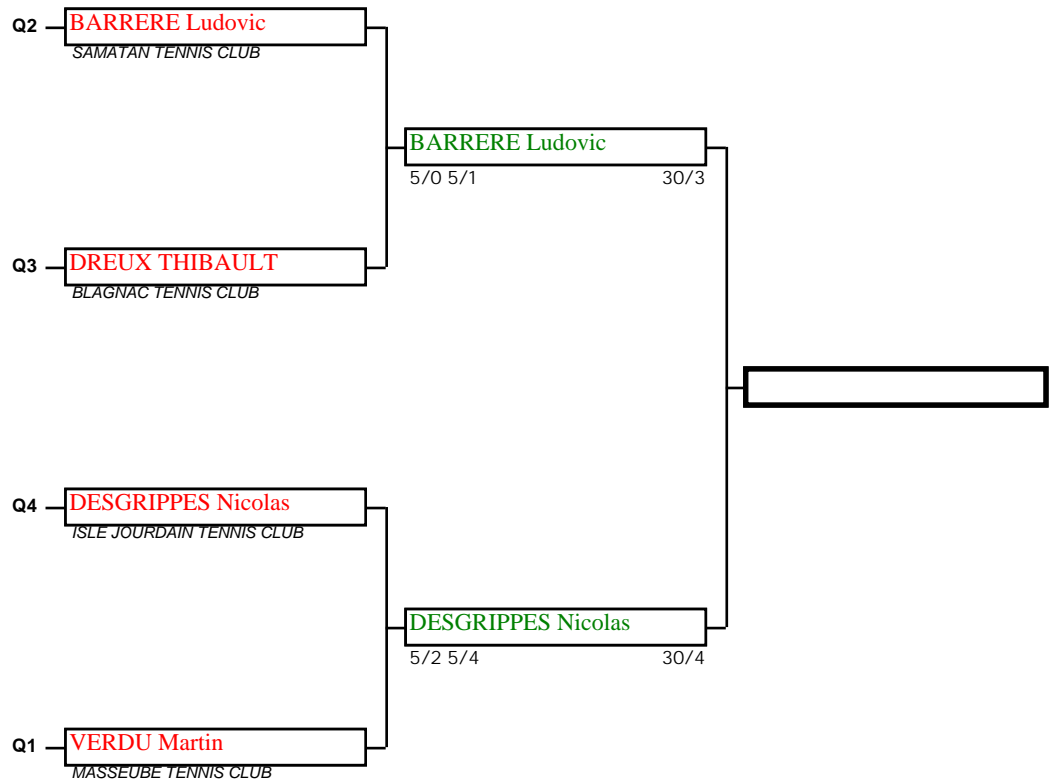 Q2 BARRERE Ludovic
SAMATAN TENNIS CLUB
BARRERE Ludovic
5/0 5/1 30/3
Q3 DREUX THIBAULT
BLAGNAC TENNIS CLUB
Q4 DESGRIPPES Nicolas
ISLE JOURDAIN TENNIS CLUB
DESGRIPPES Nicolas
5/2 5/4 30/4
Q1 VERDU Martin
MASSEUBE TENNIS CLUB